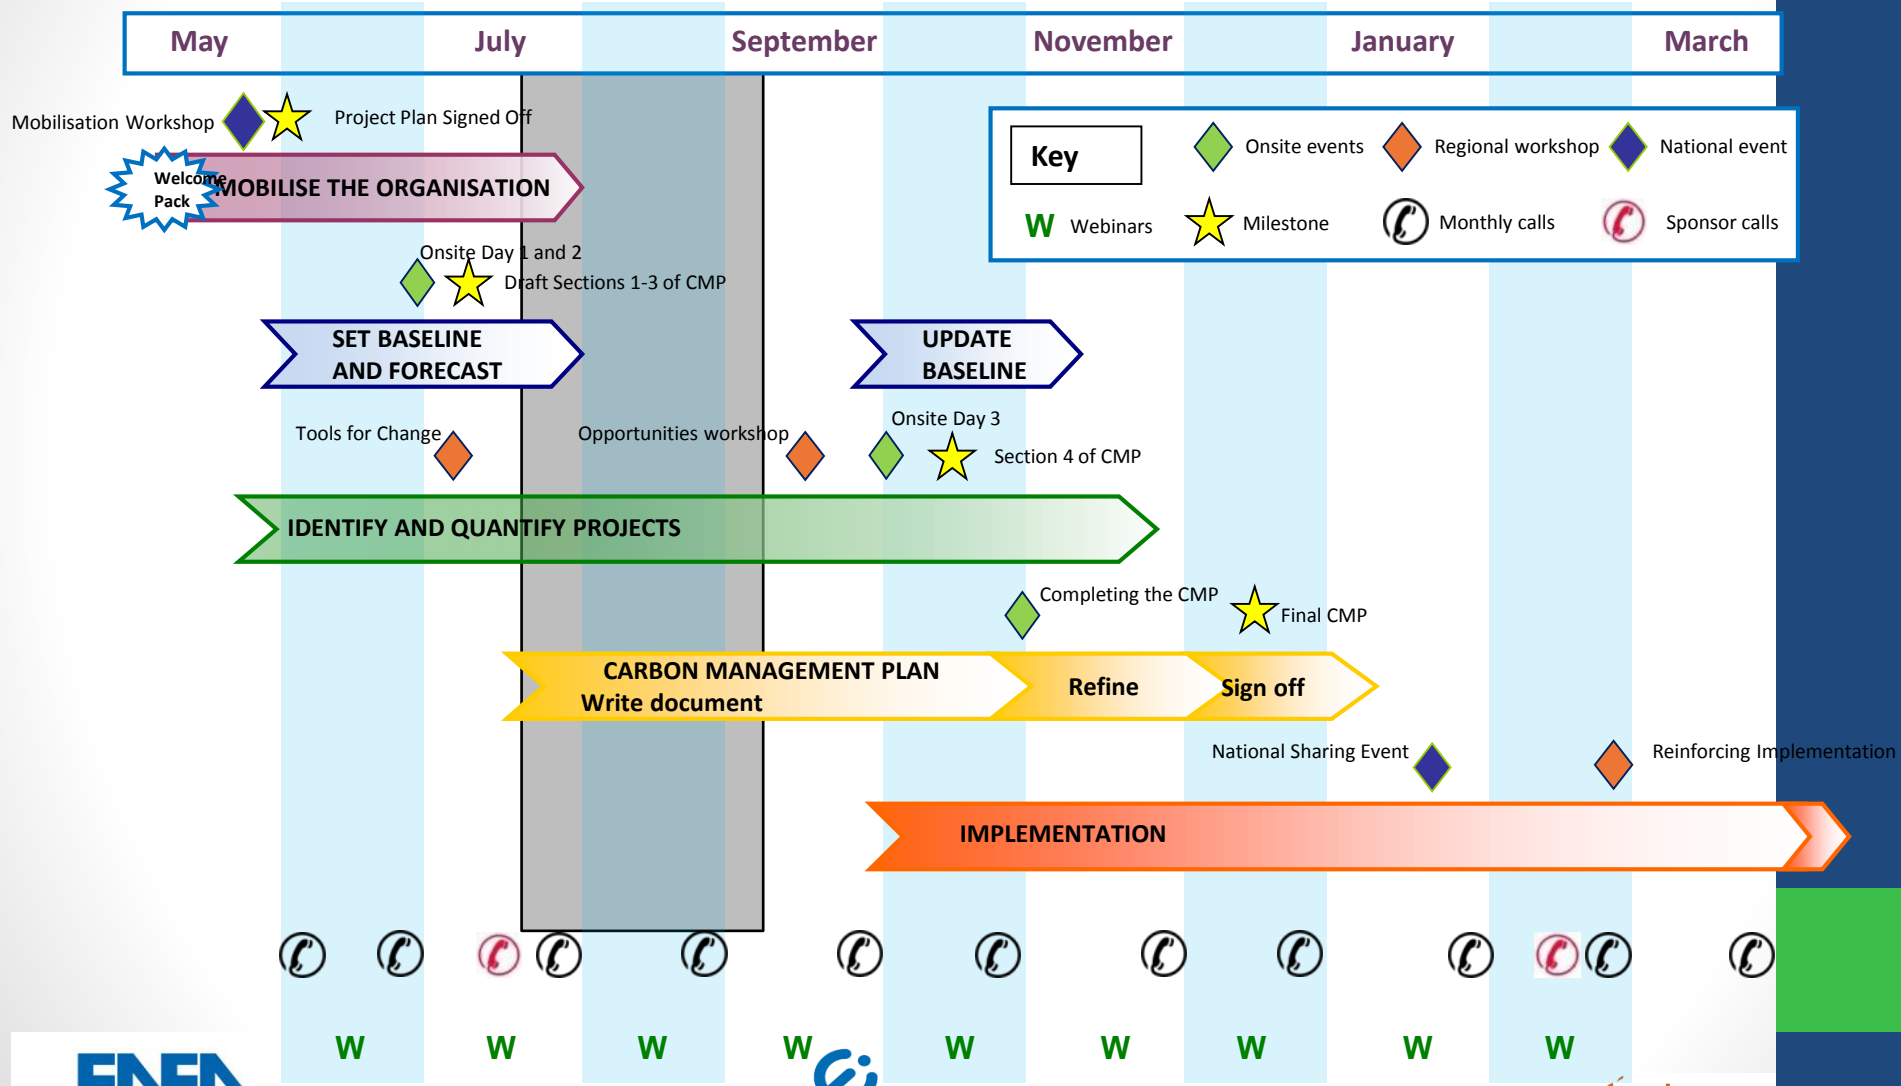 May July September November January March
Mobilisation Workshop
Project Plan Signed Off
Key
Onsite events
Regional workshop
National event
W Webinars
Milestone
Monthly calls
Sponsor calls
Welcome
Pack
MOBILISE THE ORGANISATION
Onsite Day 1 and 2
Draft Sections 1-3 of CMP
SET BASELINE
AND FORECAST
UPDATE
BASELINE
Tools for Change
Opportunities workshop
Onsite Day 3
Section 4 of CMP
IDENTIFY AND QUANTIFY PROJECTS
Completing the CMP
Final CMP
CARBON MANAGEMENT PLAN
Write document
Refine
Sign off
National Sharing Event
Reinforcing Implementation
IMPLEMENTATION
W W W W W W W W W